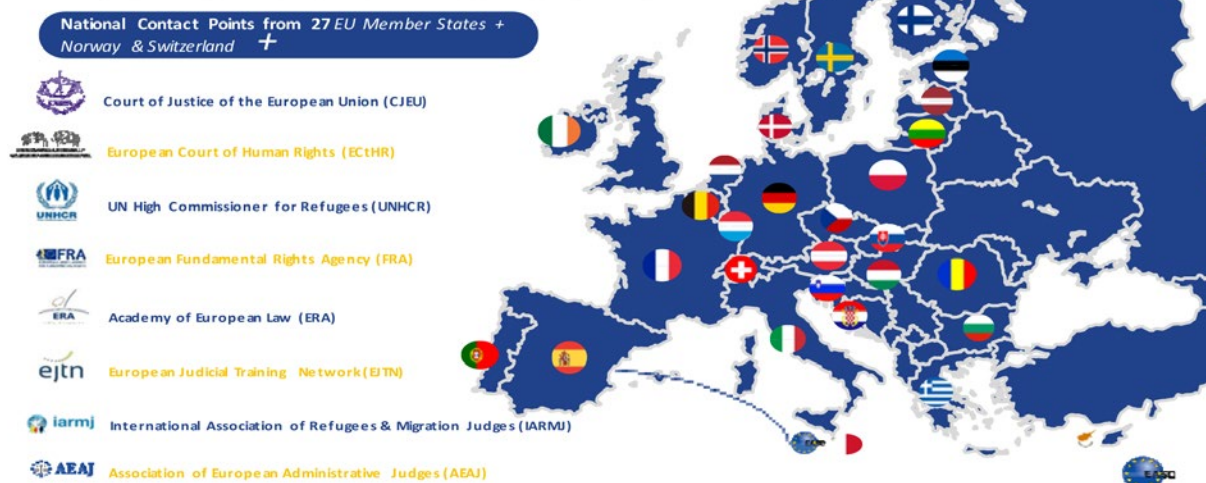 National Contact Points from 27 EU Member States +
Norway & Switzerland +
Court of Justice of the European Union (CJEU)
European Court of Human Rights (ECtHR)
UNHCR
UN High Commissioner for Refugees (UNHCR)
FRA
European Fundamental Rights Agency (FRA)
ERA
Academy of European Law (ERA)
ejtn
European Judicial Training Network (EJTN)
iarmj
International Association of Refugees & Migration Judges (IARMJ)
AEAJ
Association of European Administrative Judges (AEAJ)